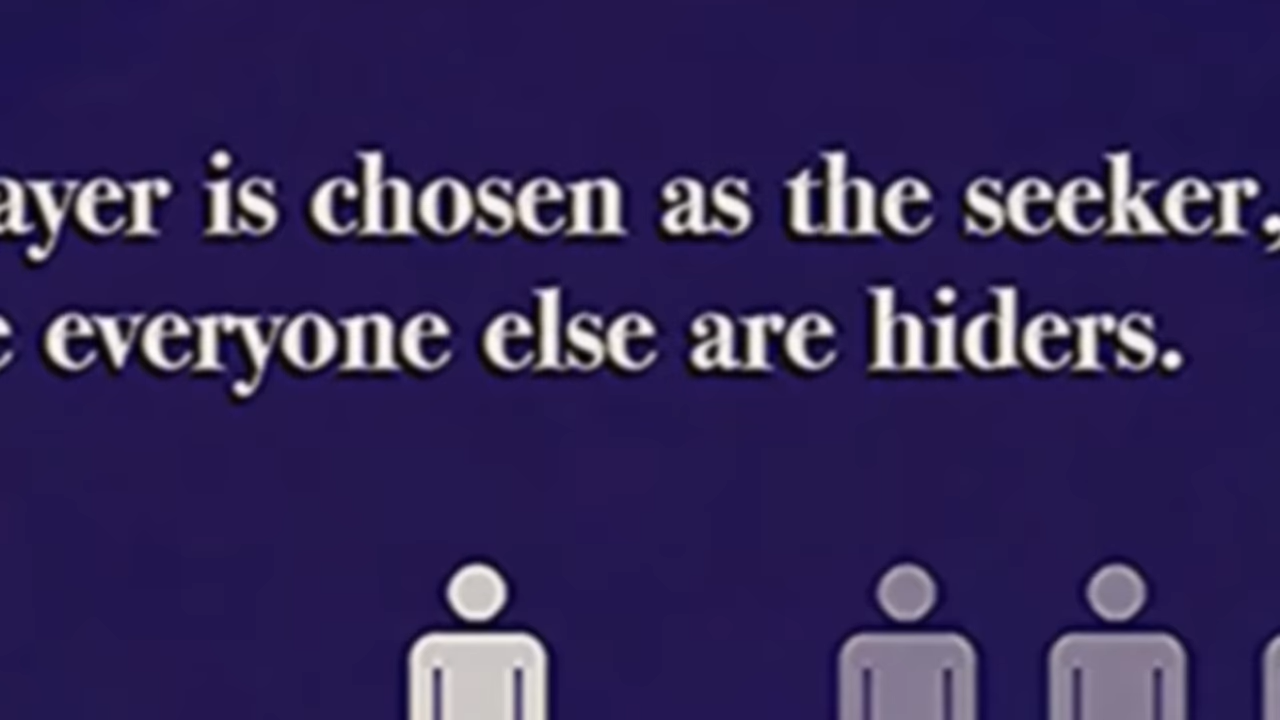 ayer is chosen as the seeker,
everyone else are hiders.